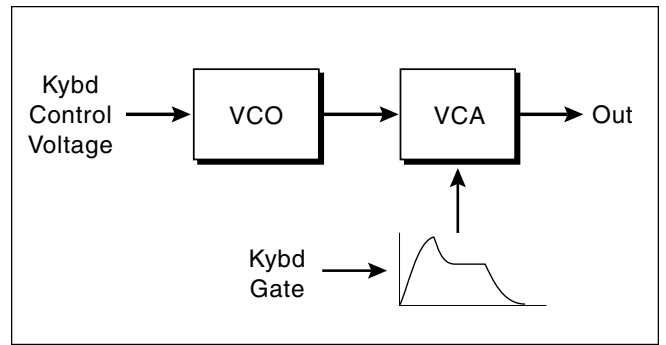 Kybd
Control
Voltage
VCO
VCA
Out
Kybd
Gate